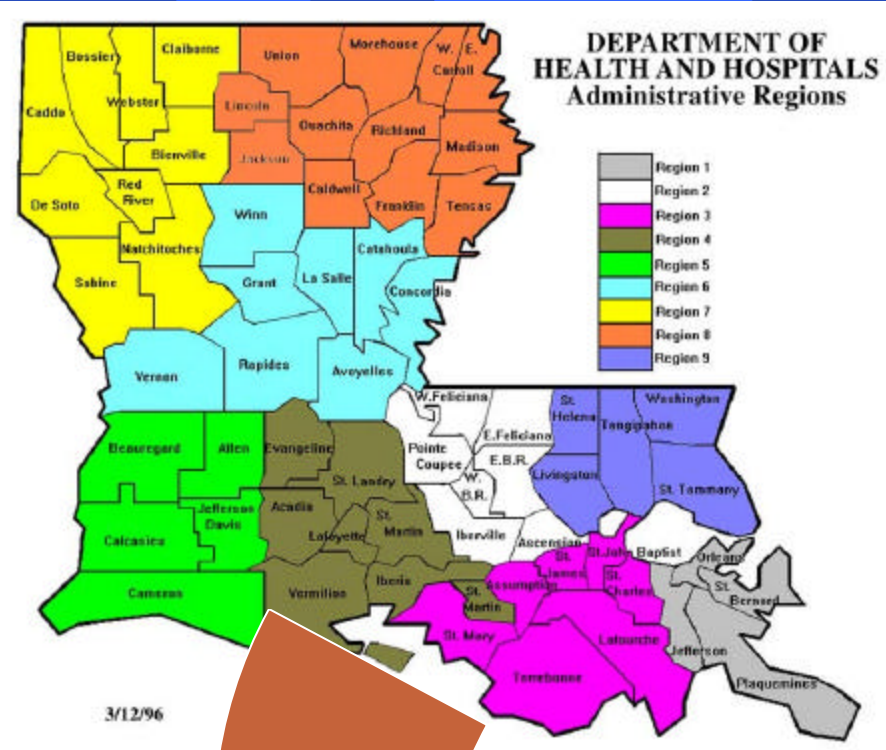 DEPARTMENT OF
HEALTH AND HOSPITALS
Administrative Regions
Region 1
Region 2
Region 3
Region 4
Region 5
Region 6
Region 7
Region 8
Region 9
Caddo
Bossier
Webster
Claiborne
Union
Morehouse
W. Carroll
E.
Lincoln
Ouachita
Richland
Madison
Bienville
Jackson
Caldwell
Franklin
Tensas
De Soto
Red
River
Winn
Natchitoches
Catahoula
Sabine
Grant
La Salle
Concordia
Vernon
Rapides
Avoyelles
W.Feliciana
St.
Helena
Washington
Tangipahoa
E.Feliciana
Beauregard
Allen
Evangeline
Pointe
Coupee
E.B.R.
W.
B.R.
Livingston
St. Landry
St. Tammany
Jefferson
Davis
Acadia
St.
Martin
Lafayette
Iberville
Ascension
Calcasieu
St.
James
St.John Baptist
Orleans
Cameron
Vermilion
Iberia
St.
Martin
Assumption
St.
Charles
St.
Bernard
St. Mary
Lafourche
Jefferson
Terrebonne
Plaquemines
3/12/96